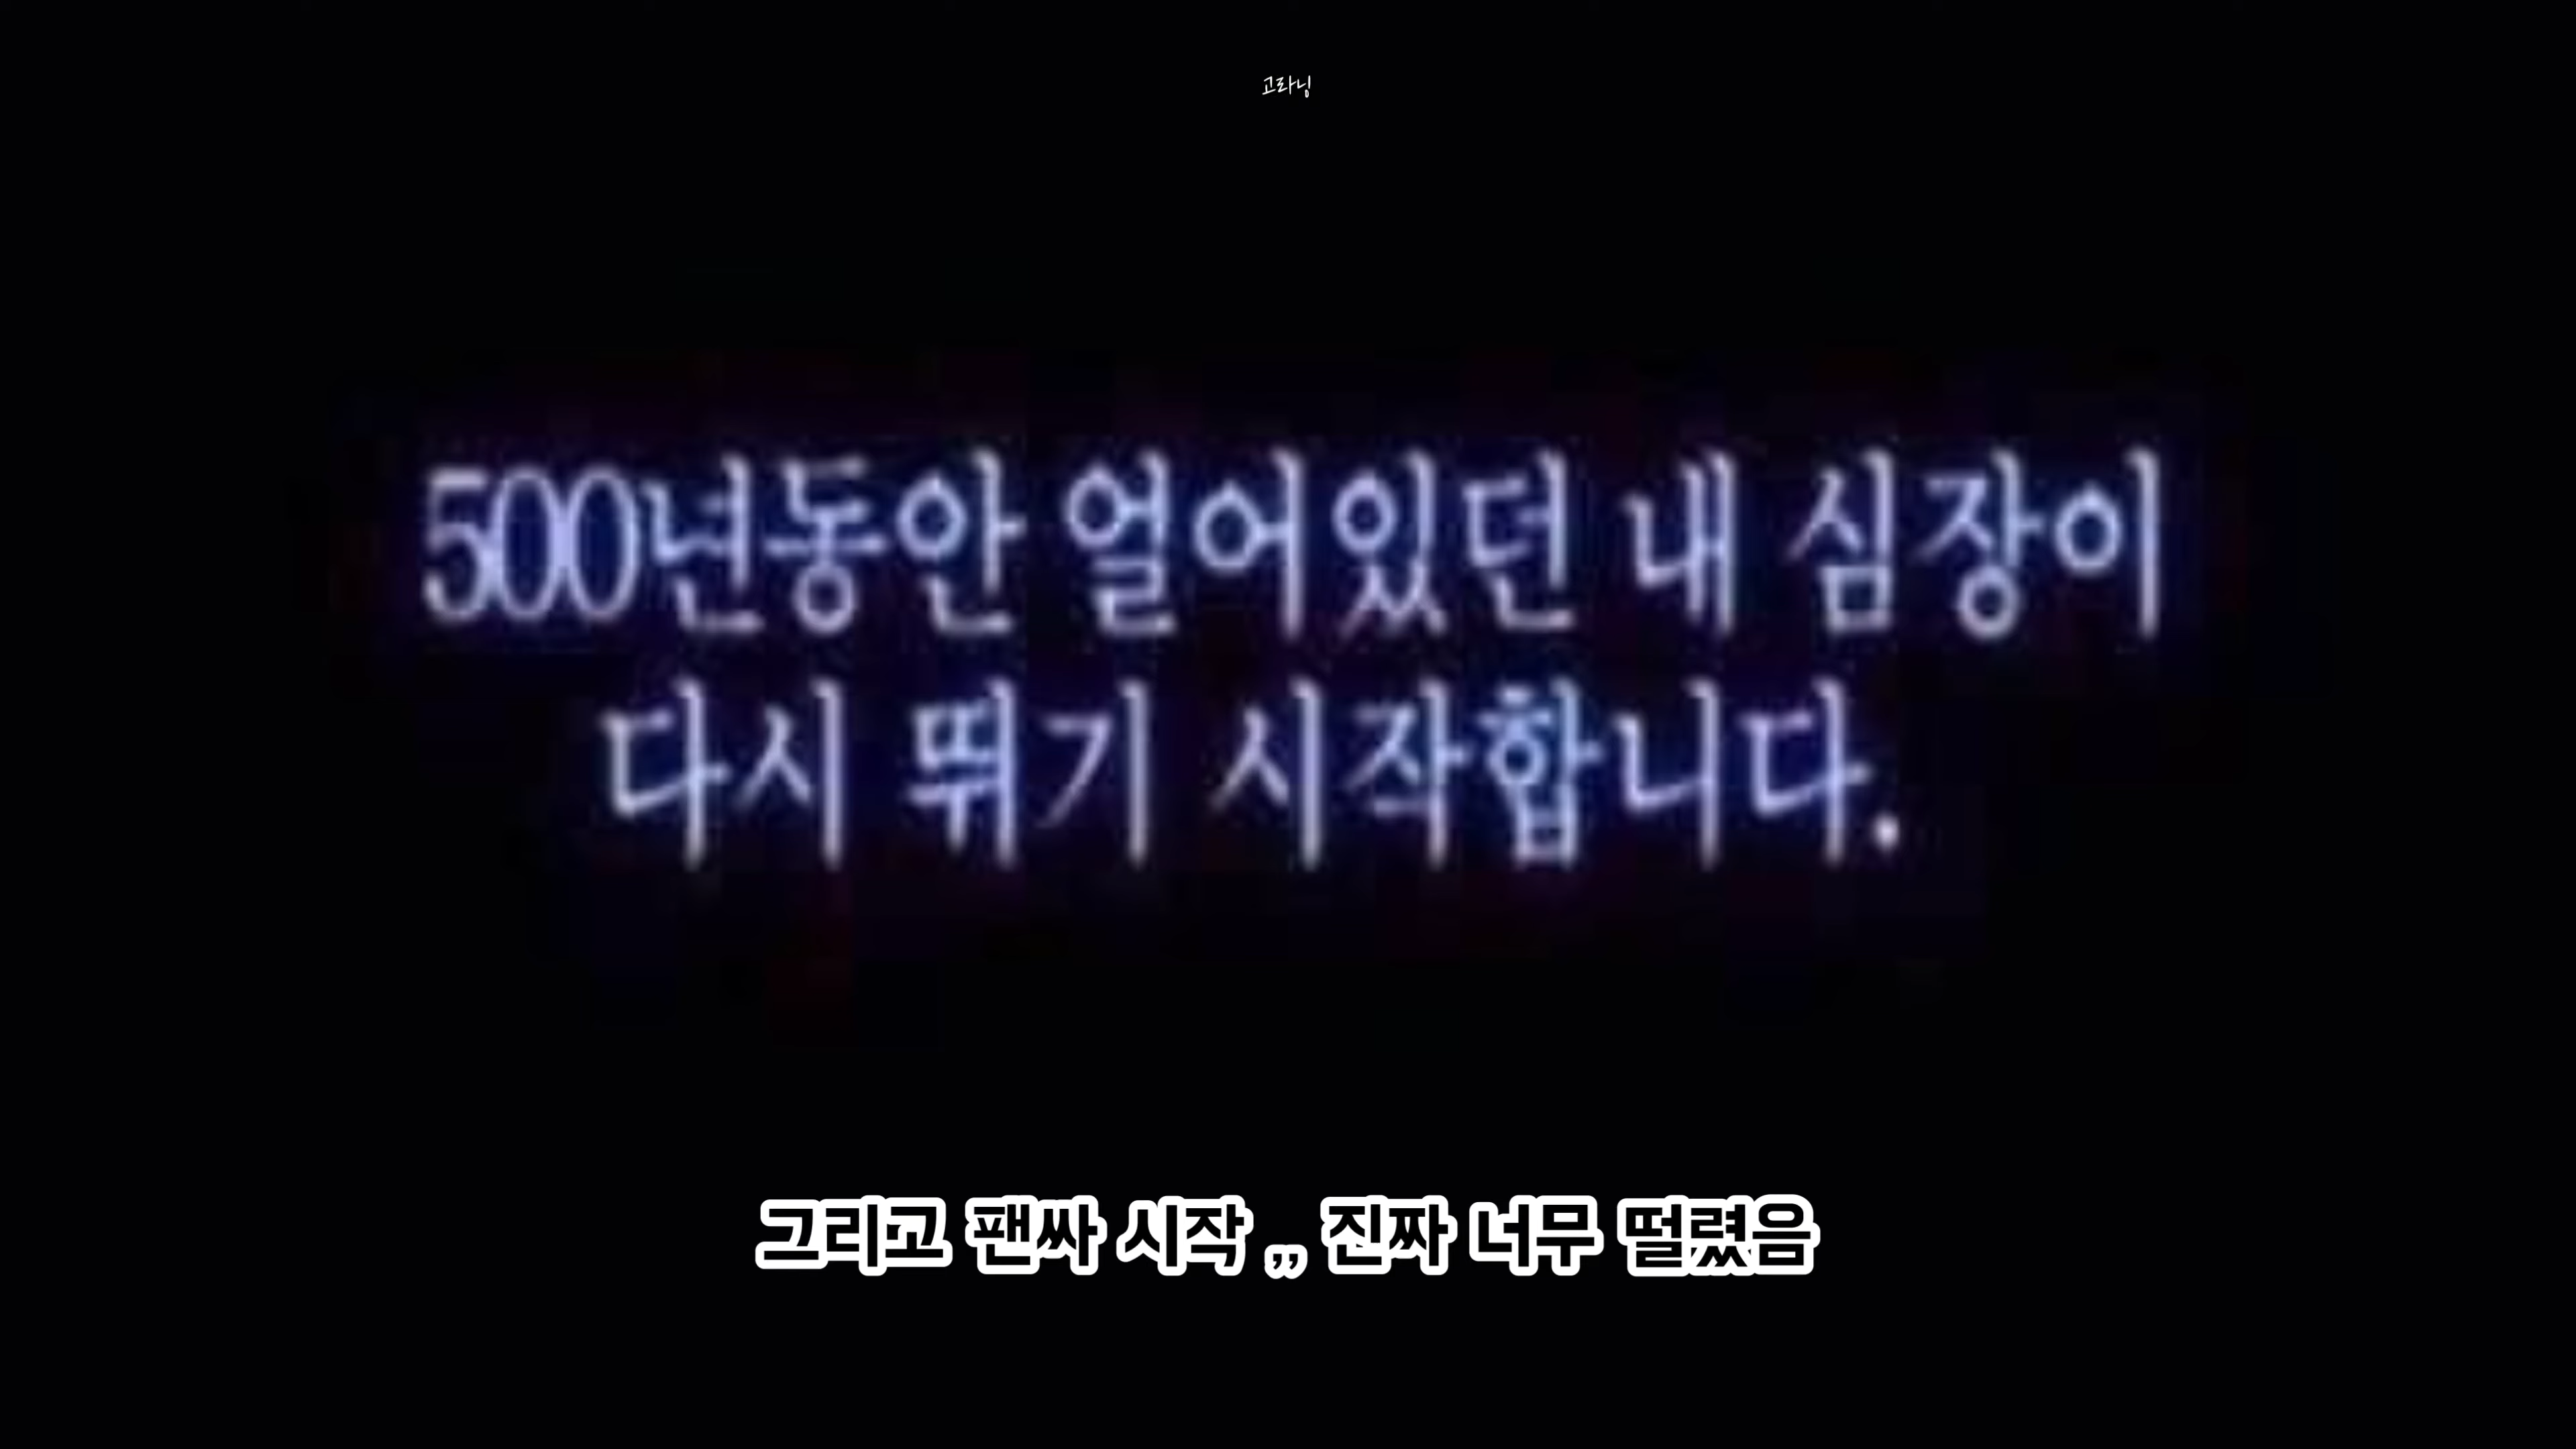 고라닝
500년동안 얼어있던 내 심장이
다시 뛰기 시작합니다.
그리고 팬싸 시작 ,, 진짜 너무 떨렸음